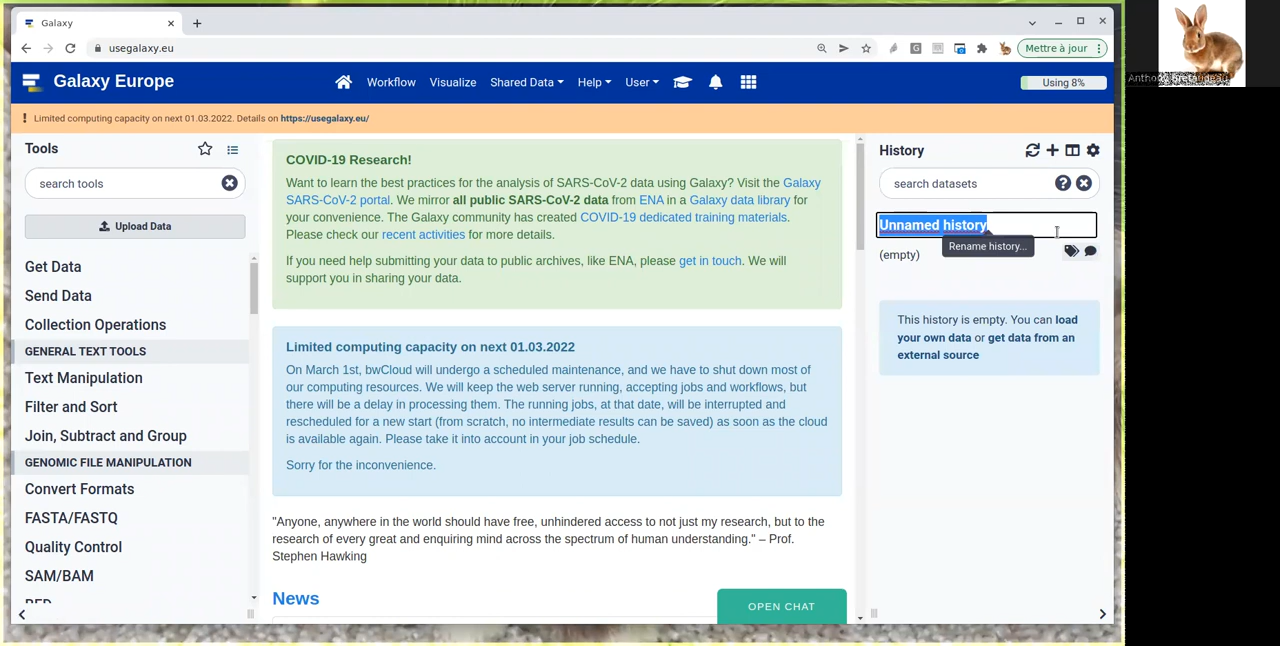 Galaxy
usegalaxy.eu
Mettre à jour
Galaxy Europe
Workflow
Visualize
Shared Data
Help
User
Using 8%
! Limited computing capacity on next 01.03.2022. Details on https://usegalaxy.eu/
Tools
search tools
Upload Data
Get Data
Send Data
Collection Operations
GENERAL TEXT TOOLS
Text Manipulation
Filter and Sort
Join, Subtract and Group
GENOMIC FILE MANIPULATION
Convert Formats
FASTA/FASTQ
Quality Control
SAM/BAM
BED
COVID-19 Research!
Want to learn the best practices for the analysis of SARS-CoV-2 data using Galaxy? Visit the Galaxy
SARS-CoV-2 portal. We mirror all public SARS-CoV-2 data from ENA in a Galaxy data library for
your convenience. The Galaxy community has created COVID-19 dedicated training materials.
Please check our recent activities for more details.
If you need help submitting your data to public archives, like ENA, please get in touch. We will
support you in sharing your data.
Limited computing capacity on next 01.03.2022
On March 1st, bwCloud will undergo a scheduled maintenance, and we have to shut down most of
our computing resources. We will keep the web server running, accepting jobs and workflows, but
there will be a delay in processing them. The running jobs, at that date, will be interrupted and
rescheduled for a new start (from scratch, no intermediate results can be saved) as soon as the cloud
is available again. Please take it into account in your job schedule.
Sorry for the inconvenience.
"Anyone, anywhere in the world should have free, unhindered access to not just my research, but to the
research of every great and enquiring mind across the spectrum of human understanding." – Prof.
Stephen Hawking
News
OPEN CHAT
History
search datasets
Unnamed history
Rename history...
(empty)
This history is empty. You can load
your own data or get data from an
external source